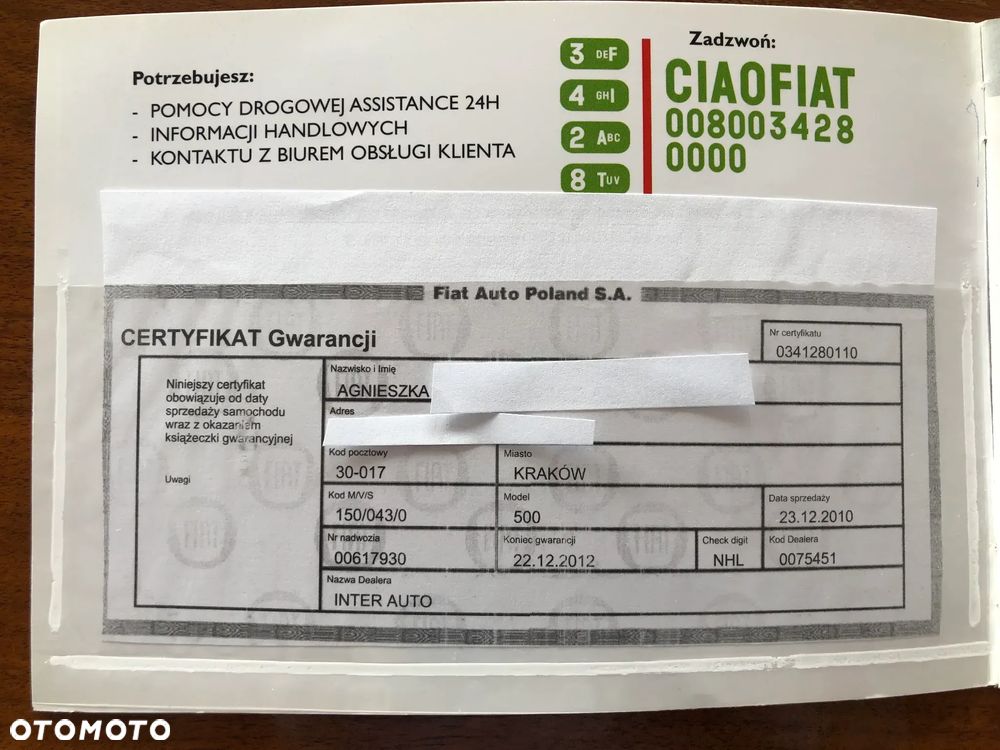 Potrzebujesz:
- POMOCY DROGOWEJ ASSISTANCE 24H
- INFORMACJI HANDLOWYCH
- KONTAKTU Z BIUREM OBSŁUGI KLIENTA
3 DEF
4 GHI
2 ABC
8 TUV
Zadzwoń:
CIAOFIAT
008003428
0000
Fiat Auto Poland S.A.
CERTYFIKAT Gwarancji
Nr certyfikatu
0341280110
Niniejszy certyfikat
obowiązuje od daty
sprzedaży samochodu
wraz z okazaniem
książeczki gwarancyjnej
Uwagi
Nazwisko i Imię
AGNIESZKA
Adres
Kod pocztowy
30-017
Miasto
KRAKÓW
Kod M/V/S
150/043/0
Model
500
Data sprzedaży
23.12.2010
Nr nadwozia
00617930
Koniec gwarancji
22.12.2012
Check digit
NHL
Kod Dealera
0075451
Nazwa Dealera
INTER AUTO
OTOMOTO